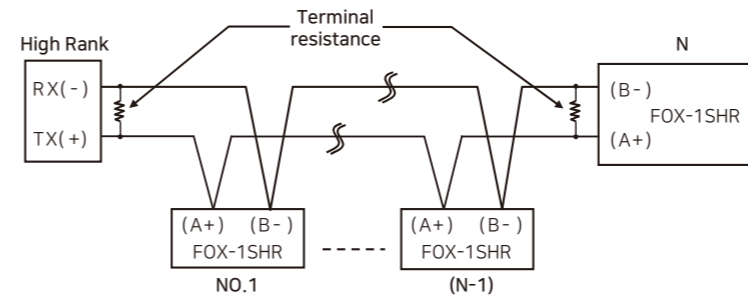 Terminal
resistance
High Rank
N
RX(-)
TX(+)
(B-)
FOX-1SHR
(A+)
(A+) (B-)
FOX-1SHR
NO.1
(A+) (B-)
FOX-1SHR
(N-1)